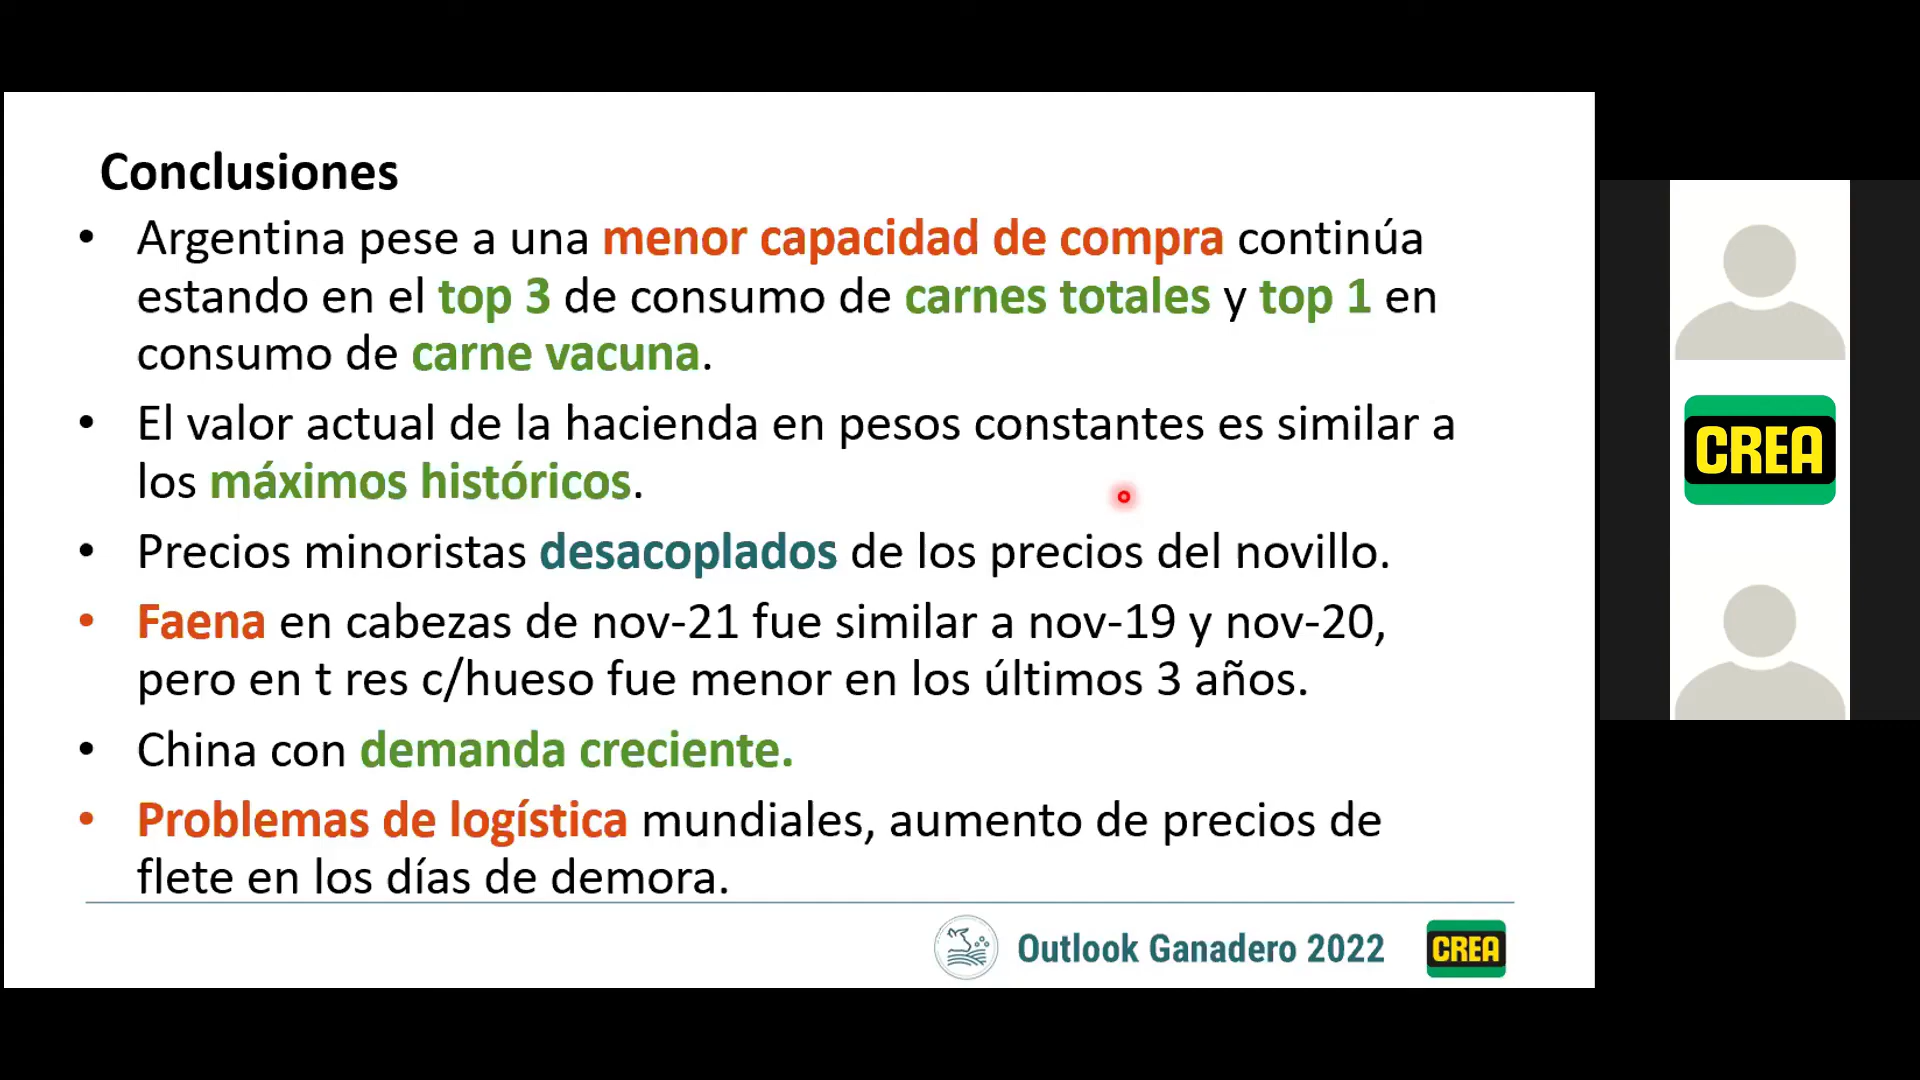 Conclusiones
• Argentina pese a una menor capacidad de compra continúa
estando en el top 3 de consumo de carnes totales y top 1 en
consumo de carne vacuna.
• El valor actual de la hacienda en pesos constantes es similar a
los máximos históricos.
• Precios minoristas desacoplados de los precios del novillo.
• Faena en cabezas de nov-21 fue similar a nov-19 y nov-20,
pero en t res c/hueso fue menor en los últimos 3 años.
• China con demanda creciente.
• Problemas de logística mundiales, aumento de precios de
flete en los días de demora.
Outlook Ganadero 2022
CREA
CREA